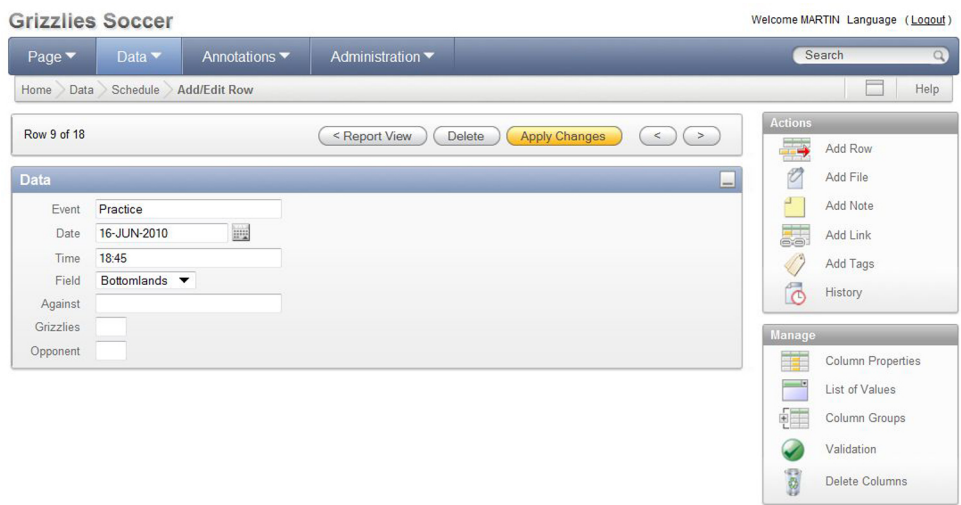 Grizzlies Soccer
Welcome MARTIN Language ( Logout )
Page Data Annotations Administration Search
Home Data Schedule Add/Edit Row Help
Row 9 of 18 < Report View Delete Apply Changes < >
Data
Event Practice
Date 16-JUN-2010
Time 18:45
Field Bottomlands
Against
Grizzlies
Opponent
Actions
Add Row
Add File
Add Note
Add Link
Add Tags
History
Manage
Column Properties
List of Values
Column Groups
Validation
Delete Columns